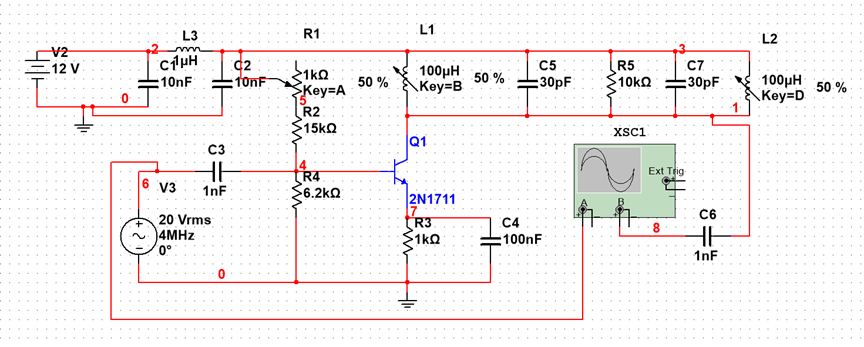 V2
12 V
2
L3
1µH
C1
10nF
0
C2
10nF
R1
1kΩ
Key=A
5
R2
15kΩ
50 %
L1
100µH
Key=B
50 %
C5
30pF
R5
10kΩ
3
C7
30pF
1
L2
100µH
Key=D
50 %
Q1
2N1711
C3
1nF
4
R4
6.2kΩ
6
V3
20 Vrms
4MHz
0°
0
7
R3
1kΩ
C4
100nF
XSC1
Ext Trig
A
B
8
C6
1nF